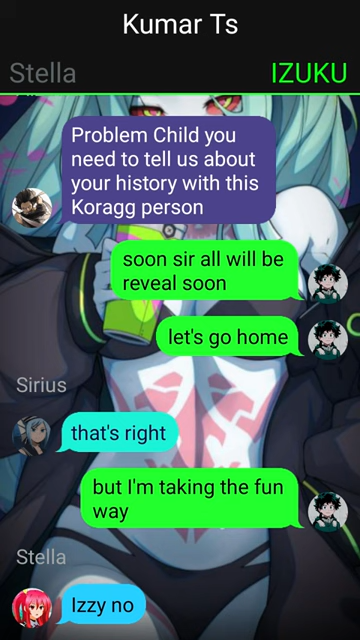 Kumar Ts
Stella
IZUKU
Problem Child you
need to tell us about
your history with this
Koragg person
soon sir all will be
reveal soon
let's go home
Sirius
that's right
but I'm taking the fun
way
Stella
Izzy no